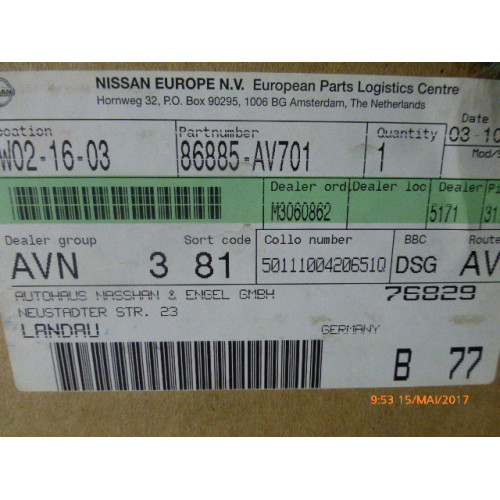 NISSAN EUROPE N.V. European Parts Logistics Centre
Hornweg 32, P.O. Box 90295, 1006 BG Amsterdam, The Netherlands
ocation Partnumber Quantity Date
W02-16-03 86885-AV701 1 03-10
Mod/S
Dealer ord Dealer loc Dealer Pi
M3060862 5171 31
Dealer group Sort code Collo number BBC Route
AVN 3 81 50111004206510 DSG AV
AUTOHAUS NASSHAN & ENGEL GMBH 76829
NEUSTADTER STR. 23
LANDAU GERMANY
B 77
9:53 15/MAI/2017